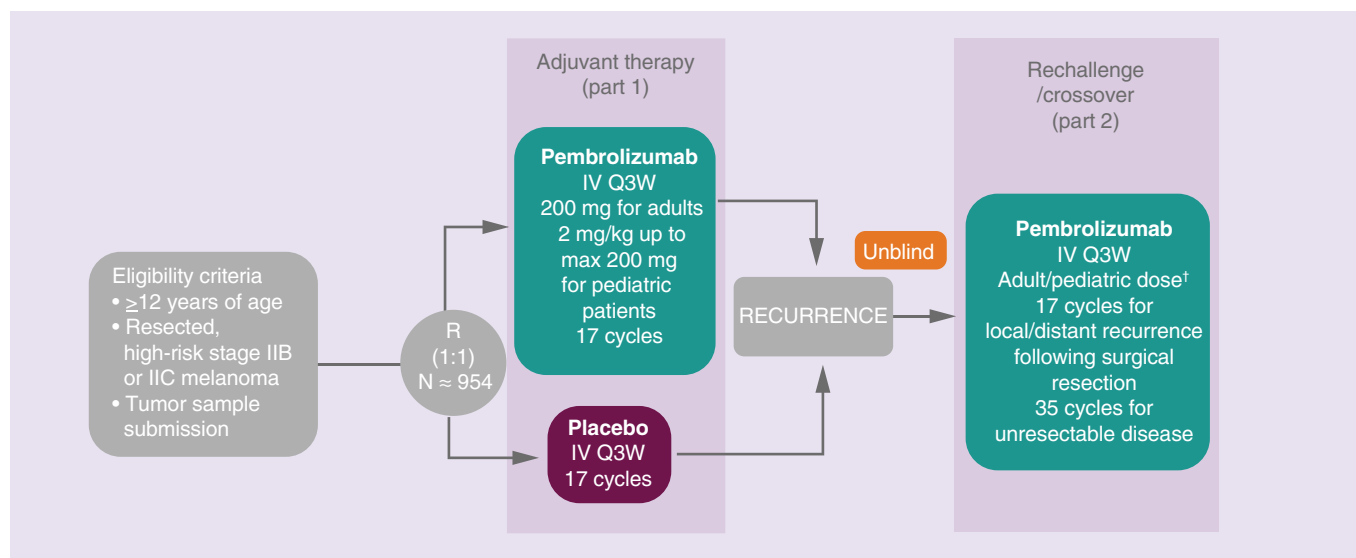 Eligibility criteria
• ≥12 years of age
• Resected,
high-risk stage IIB
or IIC melanoma
• Tumor sample
submission
R
(1:1)
N ≈ 954
Adjuvant therapy
(part 1)
Pembrolizumab
IV Q3W
200 mg for adults
2 mg/kg up to
max 200 mg
for pediatric
patients
17 cycles
Placebo
IV Q3W
17 cycles
Unblind
RECURRENCE
Rechallenge
/crossover
(part 2)
Pembrolizumab
IV Q3W
Adult/pediatric dose†
17 cycles for
local/distant recurrence
following surgical
resection
35 cycles for
unresectable disease